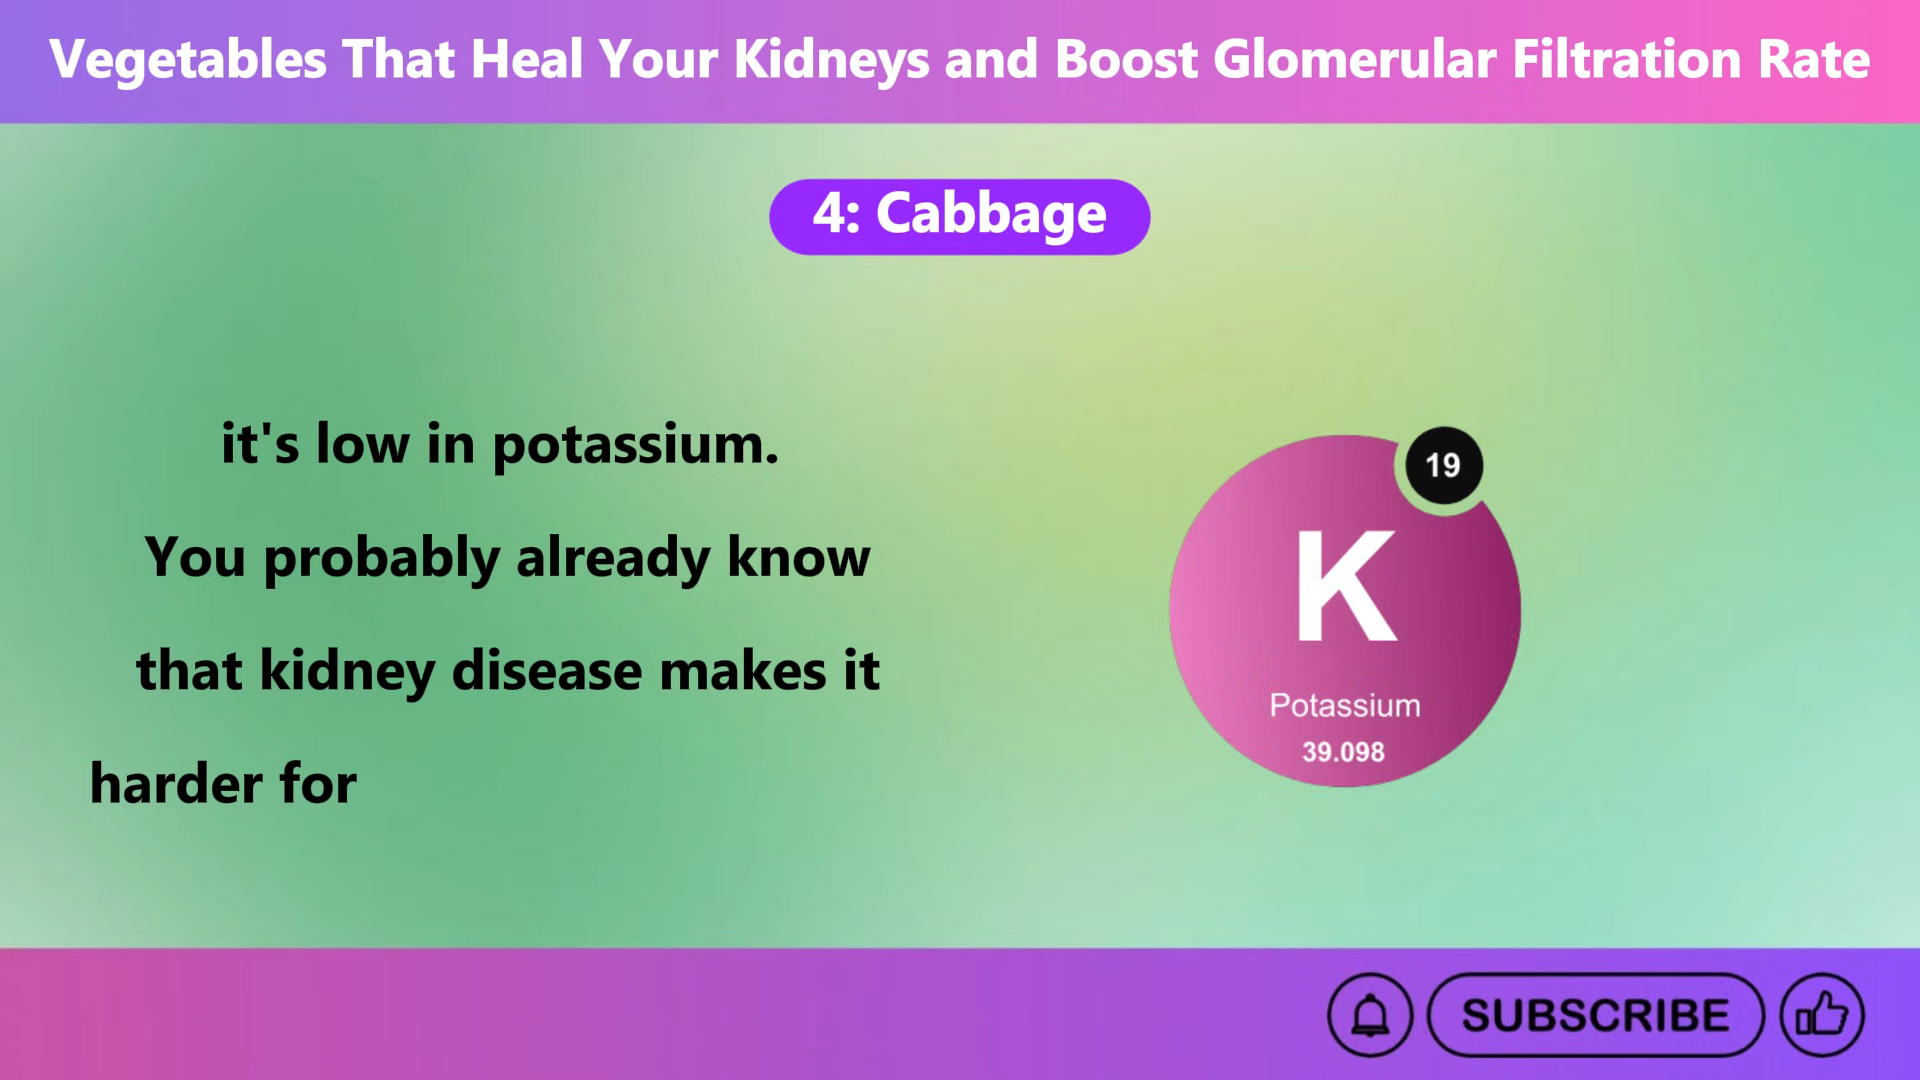 Vegetables That Heal Your Kidneys and Boost Glomerular Filtration Rate
4: Cabbage
it's low in potassium.
You probably already know
that kidney disease makes it
harder for
19
K
Potassium
39.098
SUBSCRIBE